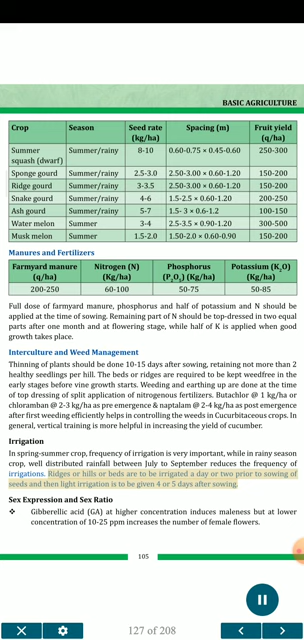 BASIC AGRICULTURE
Crop Season Seed rate (kg/ha) Spacing (m) Fruit yield (q/ha)
Summer squash (dwarf) Summer/rainy 8-10 0.60-0.75 × 0.45-0.60 250-300
Sponge gourd Summer/rainy 2.5-3.0 2.50-3.00 × 0.60-1.20 150-200
Ridge gourd Summer/rainy 3-3.5 2.50-3.00 × 0.60-1.20 150-200
Snake gourd Summer/rainy 4-6 1.5-2.5 × 0.60-1.20 200-250
Ash gourd Summer/rainy 5-7 1.5- 3 × 0.6-1.2 100-150
Water melon Summer 3-4 2.5-3.5 × 0.90-1.20 300-500
Musk melon Summer 1.5-2.0 1.50-2.0 × 0.60-0.90 150-200
Manures and Fertilizers
Farmyard manure (q/ha) Nitrogen (N) (Kg/ha) Phosphorus (P₂O₅) (Kg/ha) Potassium (K₂O) (Kg/ha)
200-250 60-100 50-75 50-85
Full dose of farmyard manure, phosphorus and half of potassium and N should be
applied at the time of sowing. Remaining part of N should be top-dressed in two equal
parts after one month and at flowering stage, while half of K is applied when good
growth takes place.
Interculture and Weed Management
Thinning of plants should be done 10-15 days after sowing, retaining not more than 2
healthy seedlings per hill. The beds or ridges are required to be kept weedfree in the
early stages before vine growth starts. Weeding and earthing up are done at the time
of top dressing of split application of nitrogenous fertilizers. Butachlor @ 1 kg/ha or
chloramban @ 2-3 kg/ha as pre emergence & naptalam @ 2-4 kg/ha as post emergence
after first weeding efficiently helps in controlling the weeds in Cucurbitaceous crops. In
general, vertical training is more helpful in increasing the yield of cucumber.
Irrigation
In spring-summer crop, frequency of irrigation is very important, while in rainy season
crop, well distributed rainfall between July to September reduces the frequency of
irrigations. Ridges or hills or beds are to be irrigated a day or two prior to sowing of
seeds and then light irrigation is to be given 4 or 5 days after sowing.
Sex Expression and Sex Ratio
❖ Gibberellic acid (GA) at higher concentration induces maleness but at lower
concentration of 10-25 ppm increases the number of female flowers.
105
127 of 208